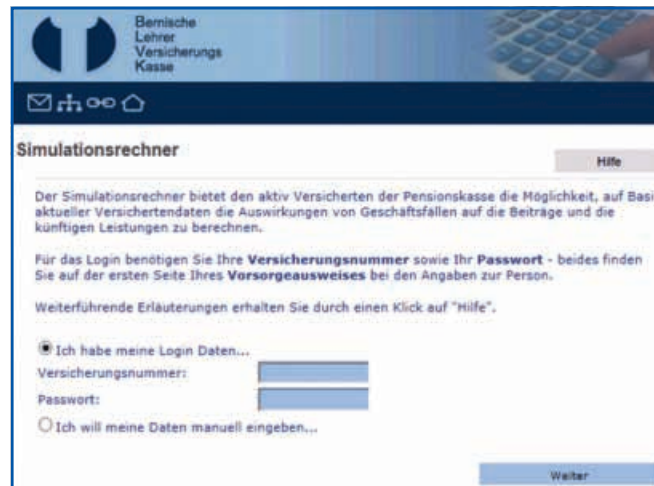 Bernische
Lehrer
Versicherungs
Kasse
Simulationsrechner
Hilfe
Der Simulationsrechner bietet den aktiv Versicherten der Pensionskasse die Möglichkeit, auf Basi
aktueller Versichertendaten die Auswirkungen von Geschäftsfällen auf die Beiträge und die
künftigen Leistungen zu berechnen.
Für das Login benötigen Sie Ihre Versicherungsnummer sowie Ihr Passwort - beides finden
Sie auf der ersten Seite Ihres Vorsorgeausweises bei den Angaben zur Person.
Weiterführende Erläuterungen erhalten Sie durch einen Klick auf "Hilfe".
Ich habe meine Login Daten...
Versicherungsnummer:
Passwort:
Ich will meine Daten manuell eingeben...
Weiter